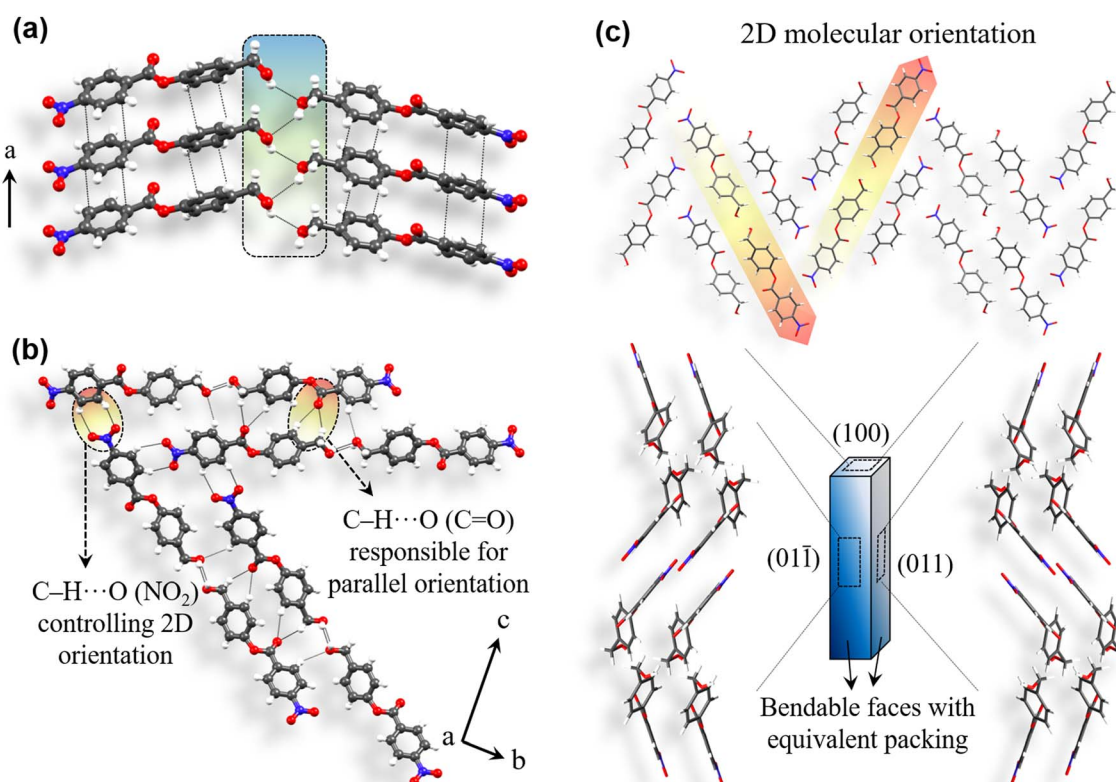 (a)
a
(b)
C–H···O (NO₂)
controlling 2D
orientation
C–H···O (C=O)
responsible for
parallel orientation
c
a
b
(c)
2D molecular orientation
(100)
(011̄)
(011)
Bendable faces with
equivalent packing